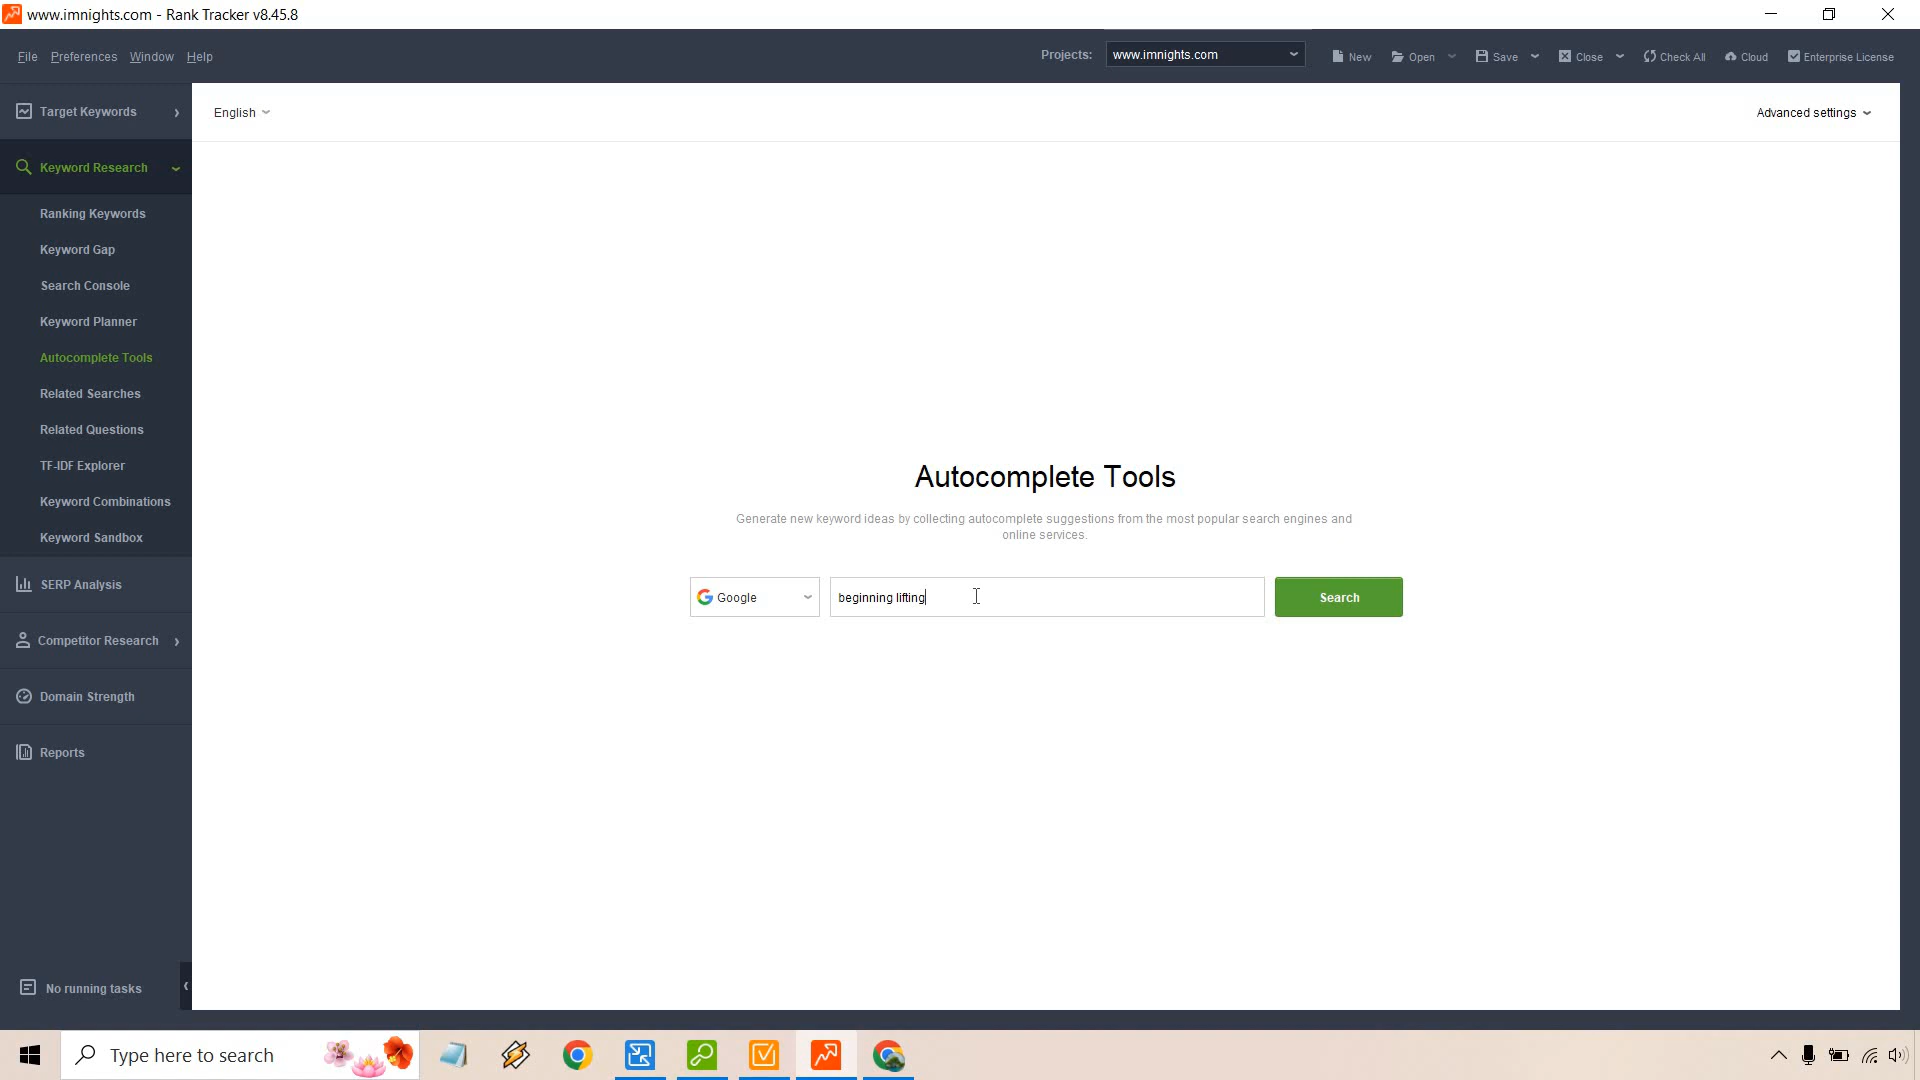 www.imnights.com - Rank Tracker v8.45.8
File Preferences Window Help
Projects: www.imnights.com New Open Save Close Check All Cloud Enterprise License
Target Keywords
English
Advanced settings
Keyword Research
Ranking Keywords
Keyword Gap
Search Console
Keyword Planner
Autocomplete Tools
Related Searches
Related Questions
TF-IDF Explorer
Keyword Combinations
Keyword Sandbox
SERP Analysis
Competitor Research
Domain Strength
Reports
No running tasks
Autocomplete Tools
Generate new keyword ideas by collecting autocomplete suggestions from the most popular search engines and
online services.
Google
beginning lifting
Search
Type here to search